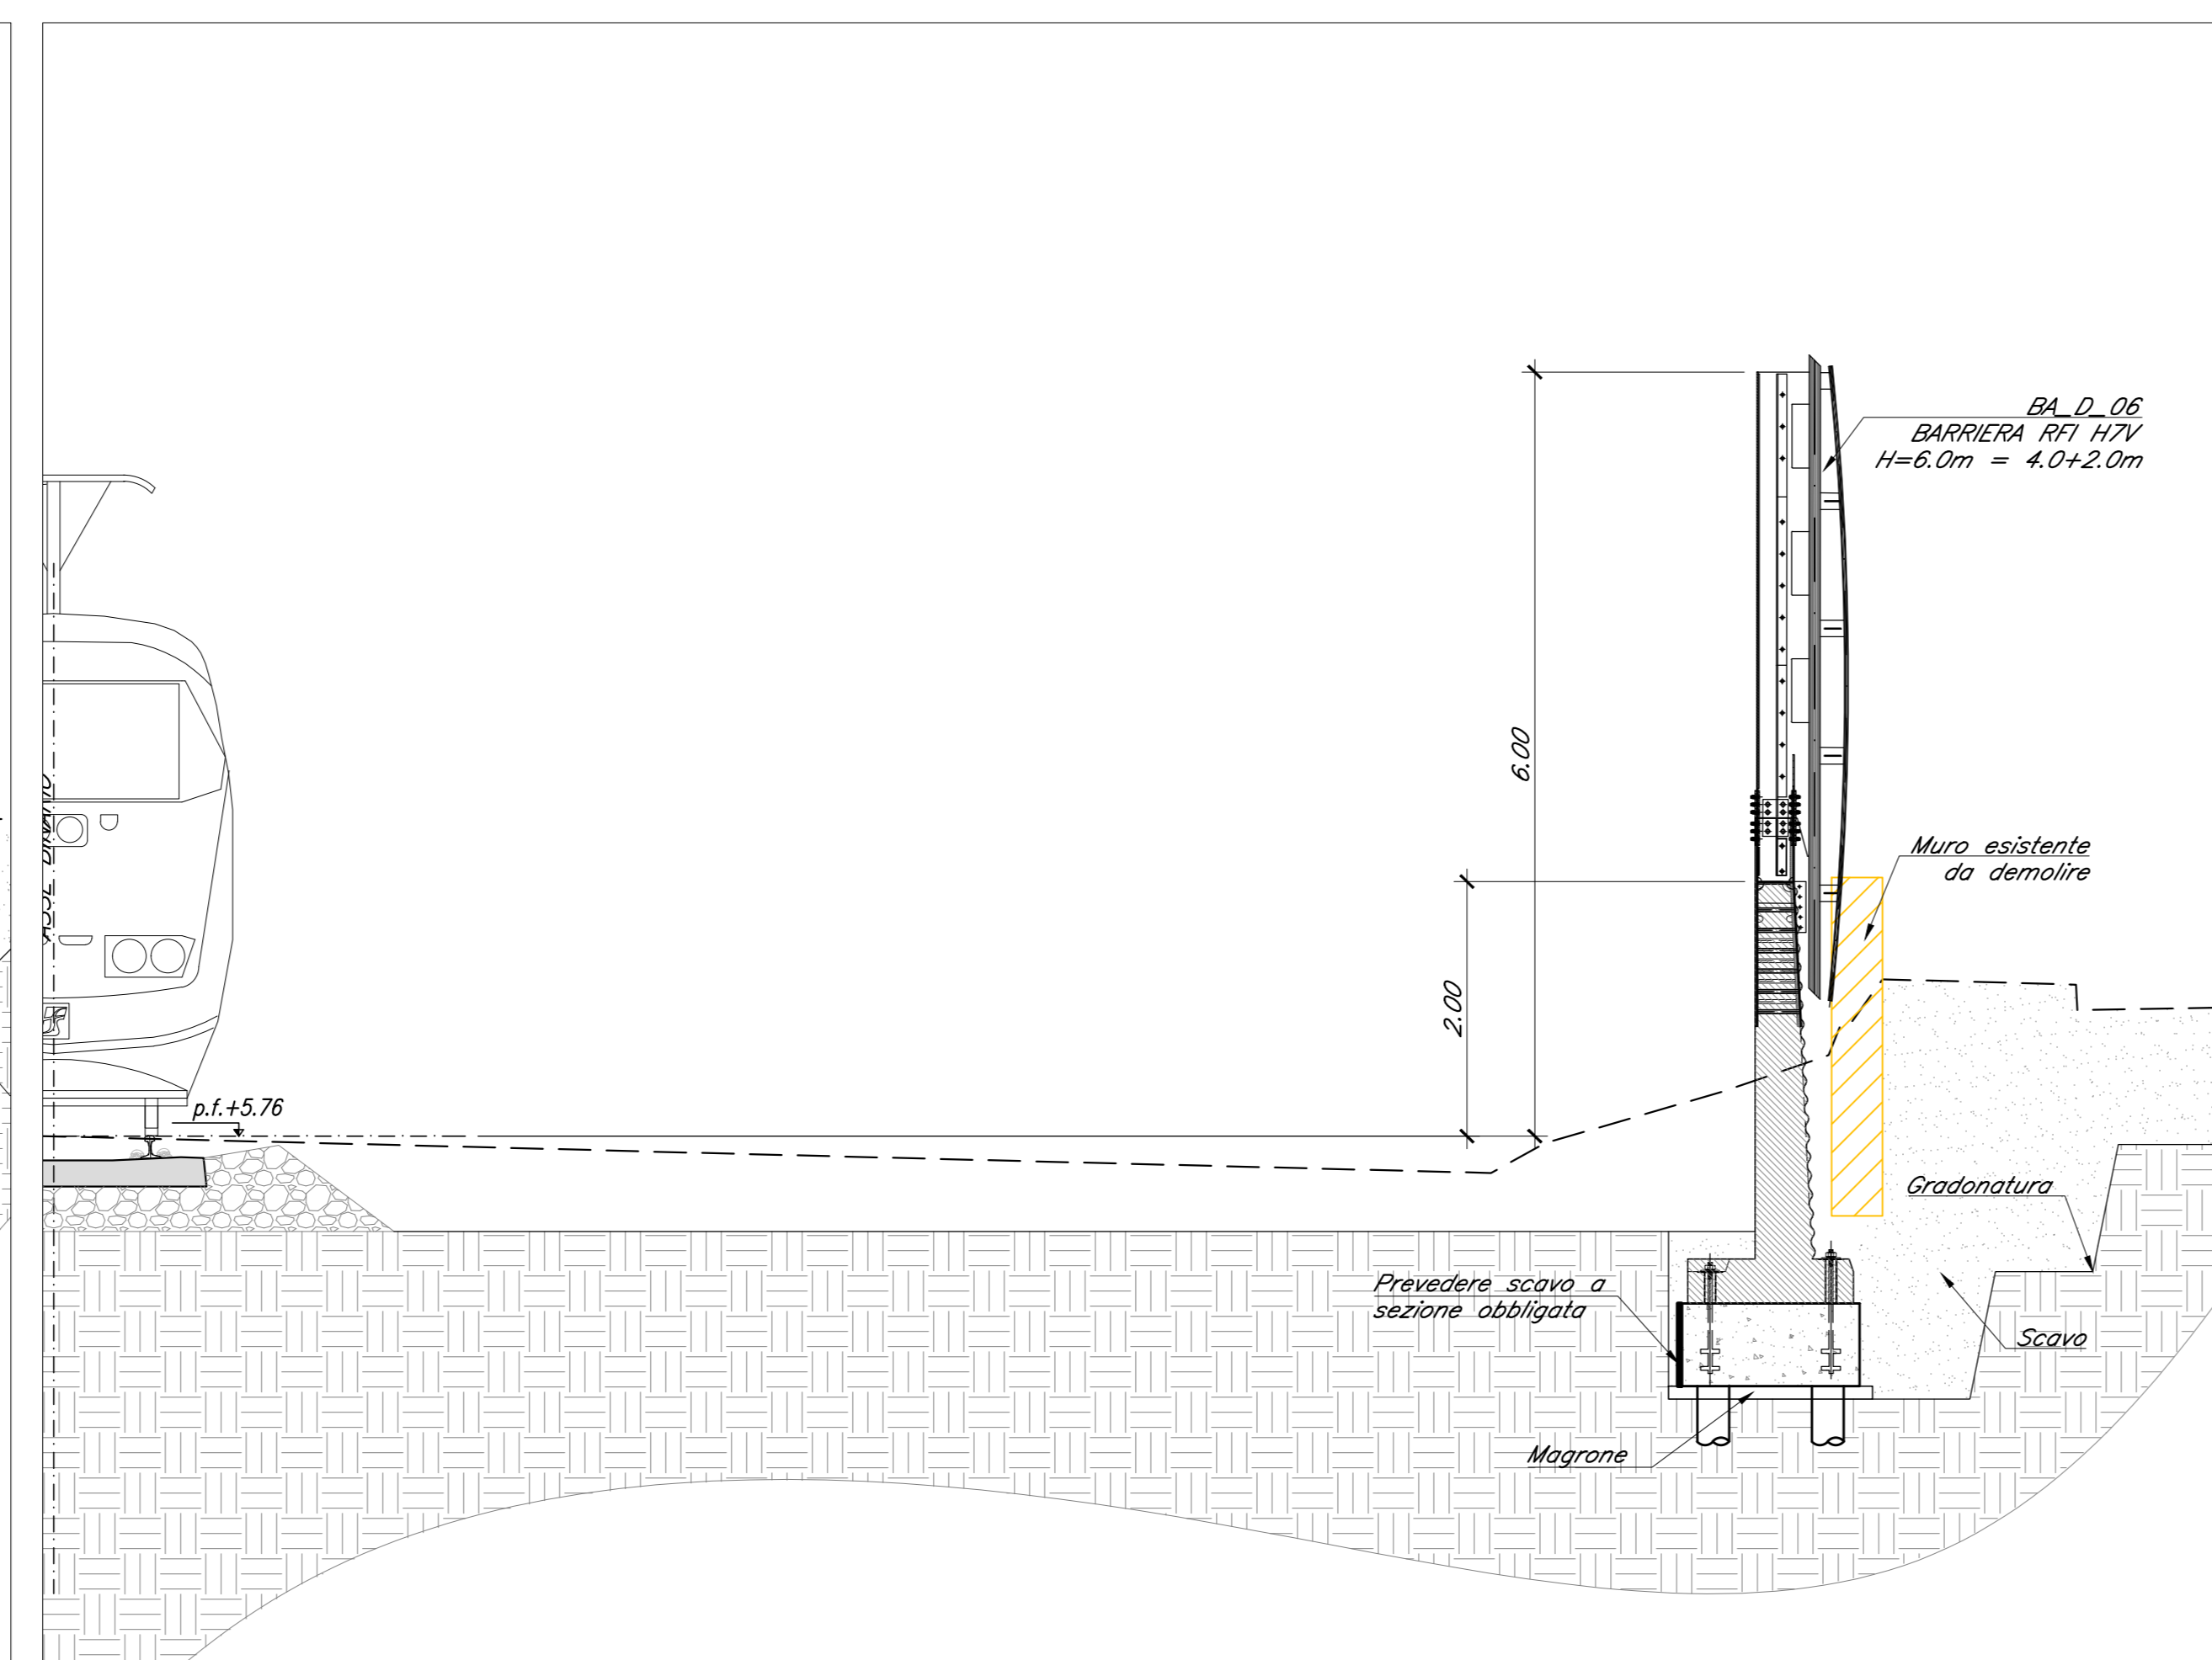 BA_D_06
BARRIERA RFI H7V
H=6.0m = 4.0+2.0m
6.00
Muro esistente
da demolire
2.00
p.f.+5.76
Gradonatura
Prevedere scavo a
sezione obbligata
Scavo
Magrone